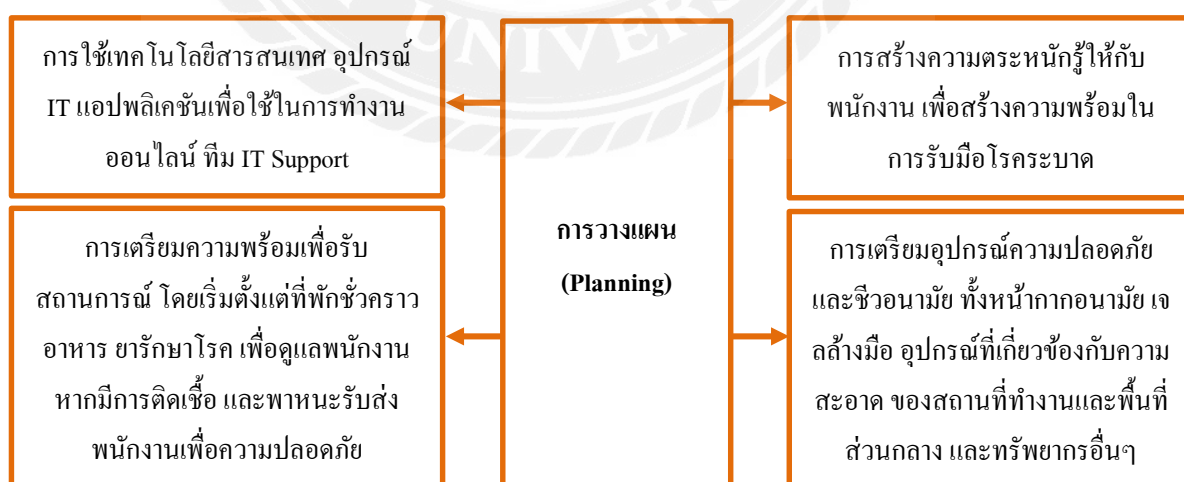 UNIVER
การใช้เทคโนโลยีสารสนเทศ อุปกรณ์
IT แอปพลิเคชันเพื่อใช้ในการทำงาน
ออนไลน์ ทีม IT Support
การเตรียมความพร้อมเพื่อรับ
สถานการณ์ โดยเริ่มตั้งแต่ที่พักชั่วคราว
อาหาร ยารักษาโรค เพื่อดูแลพนักงาน
หากมีการติดเชื้อ และพาหนะรับส่ง
พนักงานเพื่อความปลอดภัย
การวางแผน
(Planning)
การสร้างความตระหนักรู้ให้กับ
พนักงาน เพื่อสร้างความพร้อมใน
การรับมือโรคระบาด
การเตรียมอุปกรณ์ความปลอดภัย
และชีวอนามัย ทั้งหน้ากากอนามัย เจ
ลล้างมือ อุปกรณ์ที่เกี่ยวข้องกับความ
สะอาด ของสถานที่ทำงานและพื้นที่
ส่วนกลาง และทรัพยากรอื่นๆ